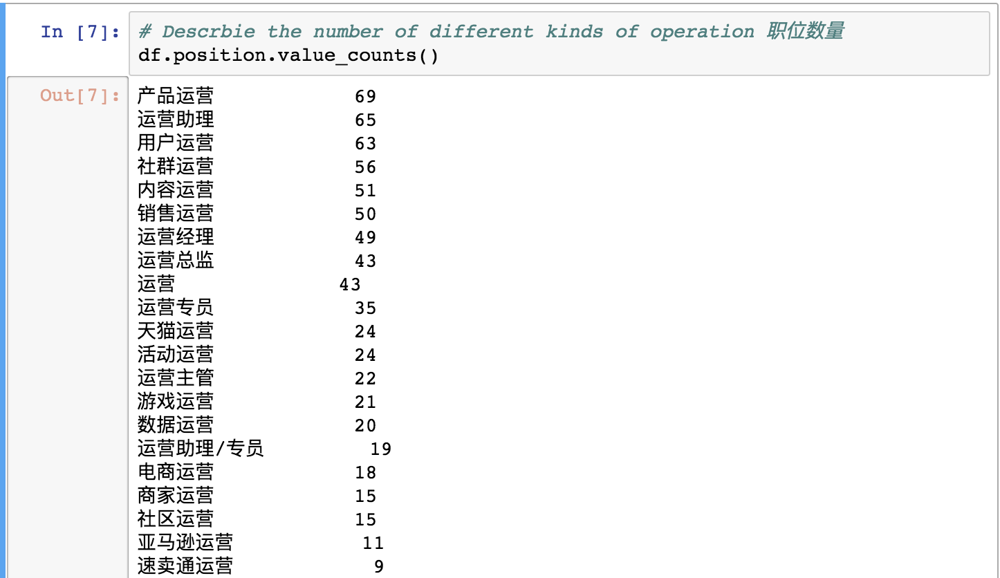 In [7]: # Descrbie the number of different kinds of operation 职位数量
df.position.value_counts()
Out[7]: 产品运营 69
运营助理 65
用户运营 63
社群运营 56
内容运营 51
销售运营 50
运营经理 49
运营总监 43
运营 43
运营专员 35
天猫运营 24
活动运营 24
运营主管 22
游戏运营 21
数据运营 20
运营助理/专员 19
电商运营 18
商家运营 15
社区运营 15
亚马逊运营 11
速卖通运营 9